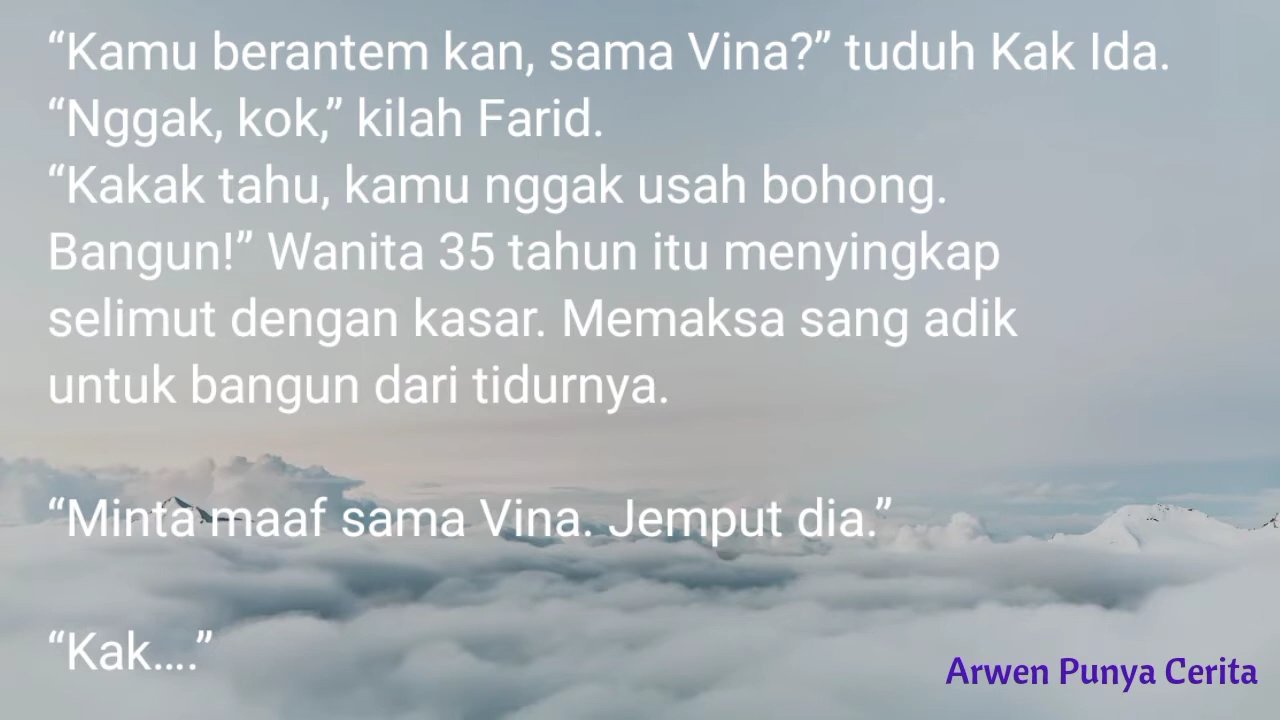 “Kamu berantem kan, sama Vina?” tuduh Kak Ida.
“Nggak, kok,” kilah Farid.
“Kakak tahu, kamu nggak usah bohong.
Bangun!” Wanita 35 tahun itu menyingkap
selimut dengan kasar. Memaksa sang adik
untuk bangun dari tidurnya.
“Minta maaf sama Vina. Jemput dia.”
“Kak....”
Arwen Punya Cerita